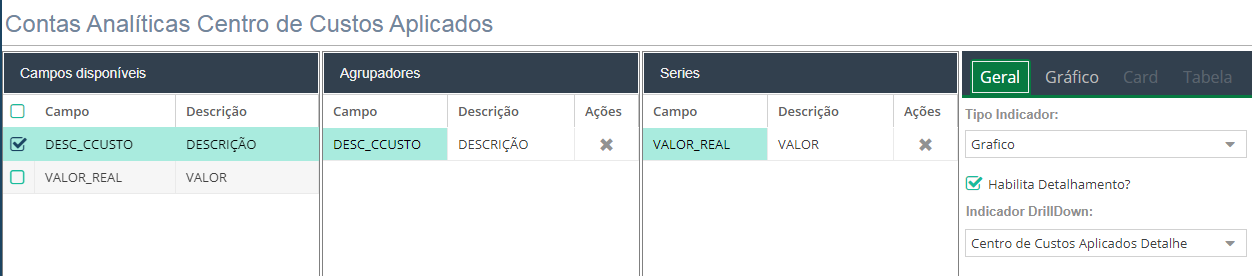 Contas Analíticas Centro de Custos Aplicados
Campos disponíveis
Campo Descrição
DESC_CCUSTO DESCRIÇÃO
VALOR_REAL VALOR
Agrupadores
Campo Descrição Ações
DESC_CCUSTO DESCRIÇÃO
Series
Campo Descrição Ações
VALOR_REAL VALOR
Geral Gráfico Card Tabela
Tipo Indicador:
Grafico
Habilita Detalhamento?
Indicador DrillDown:
Centro de Custos Aplicados Detalhe